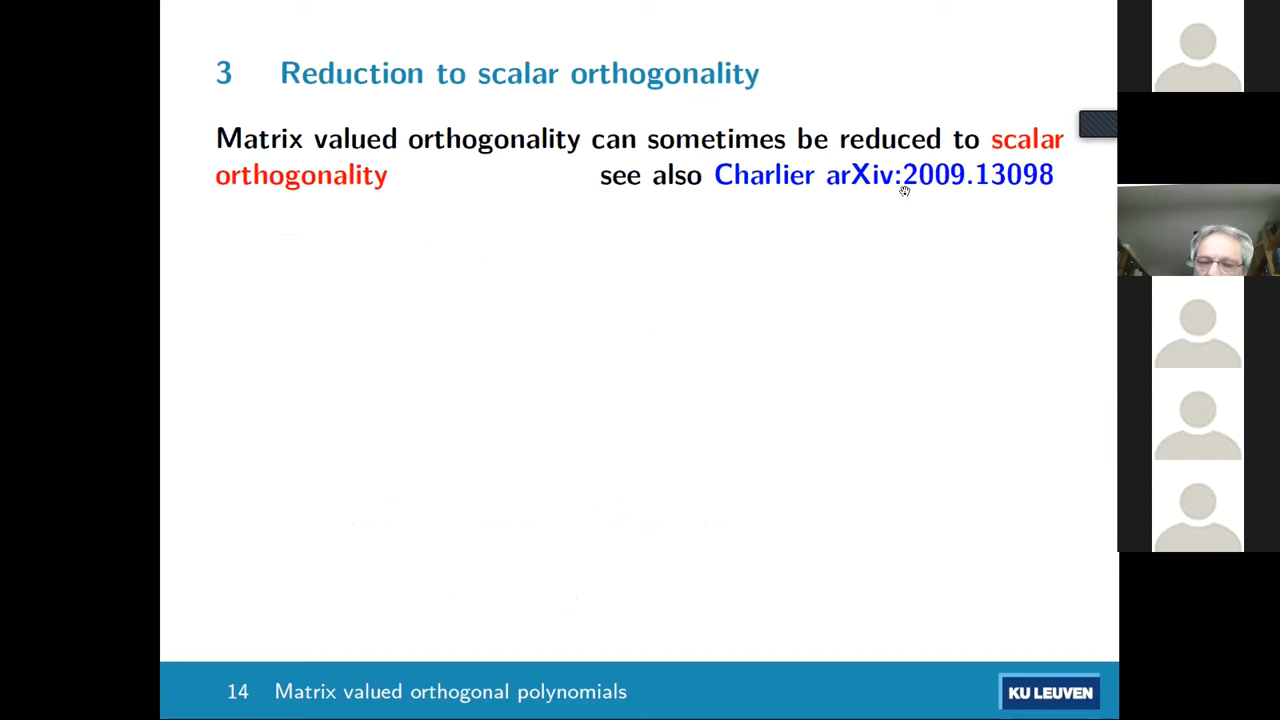 3 Reduction to scalar orthogonality
Matrix valued orthogonality can sometimes be reduced to scalar
orthogonality see also Charlier arXiv:2009.13098
14 Matrix valued orthogonal polynomials
KU LEUVEN